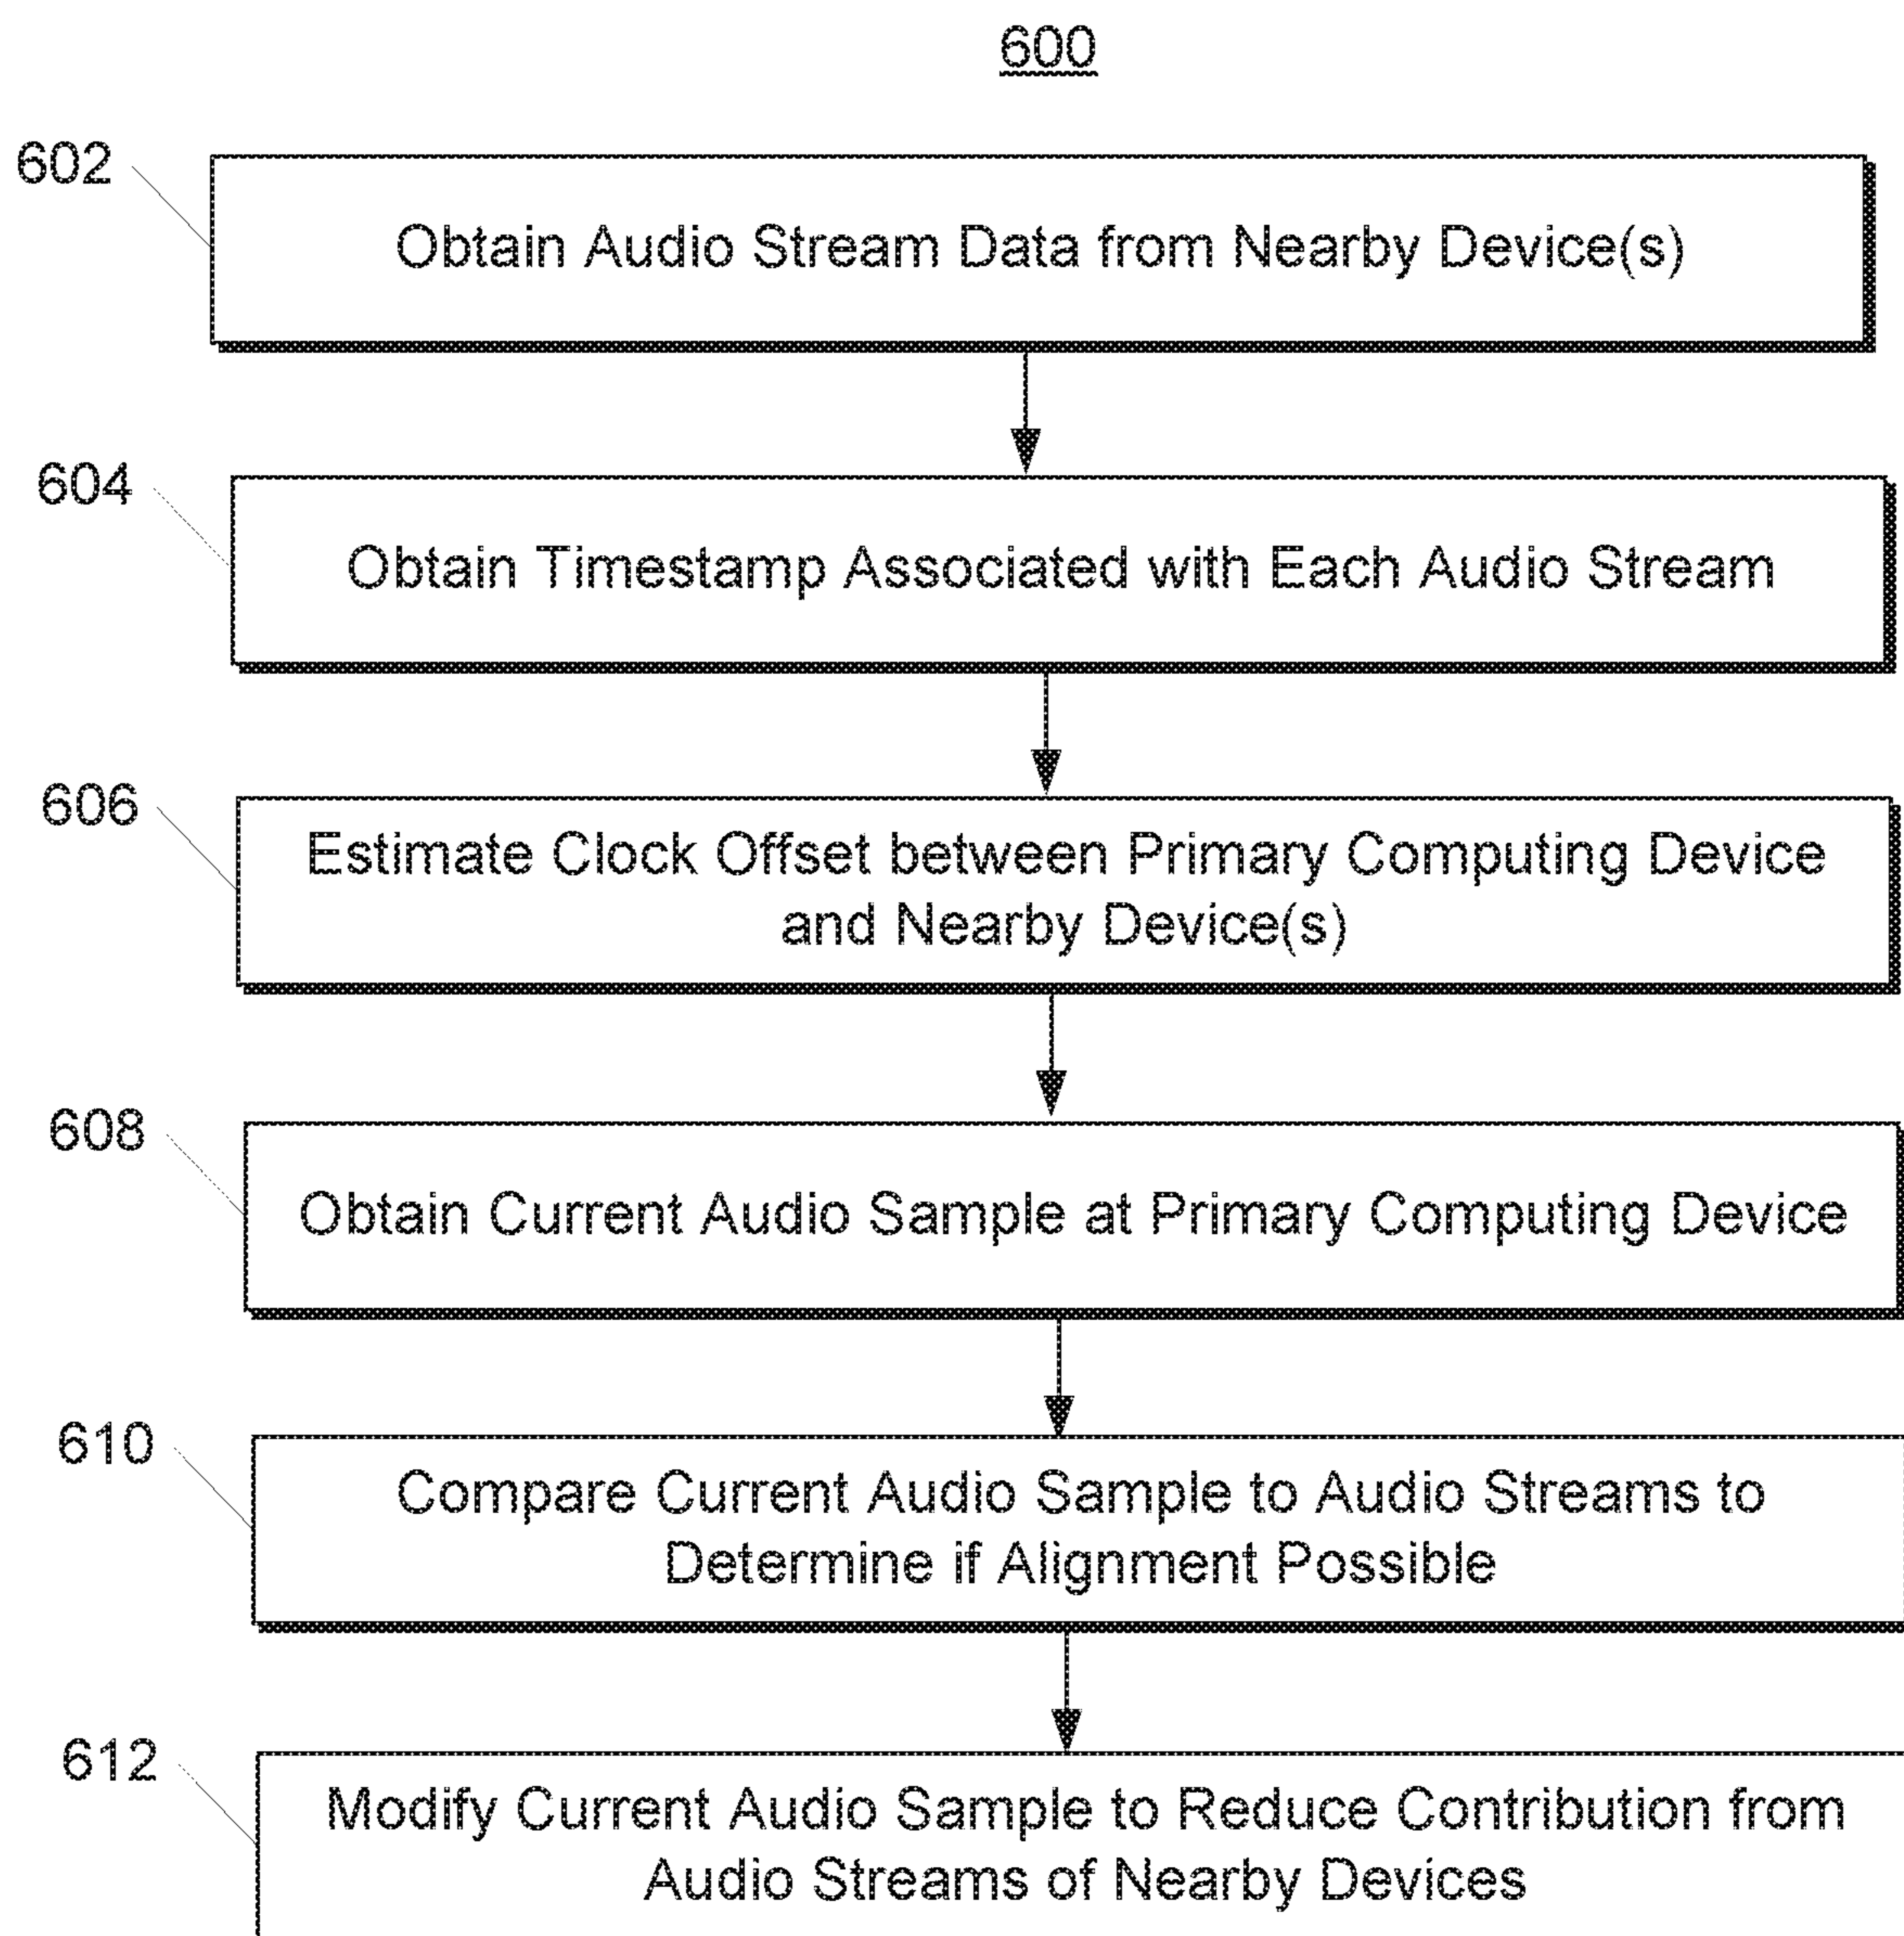 600
602
Obtain Audio Stream Data from Nearby Device(s)
604
Obtain Timestamp Associated with Each Audio Stream
606
Estimate Clock Offset between Primary Computing Device
and Nearby Device(s)
608
Obtain Current Audio Sample at Primary Computing Device
610
Compare Current Audio Sample to Audio Streams to
Determine if Alignment Possible
612
Modify Current Audio Sample to Reduce Contribution from
Audio Streams of Nearby Devices